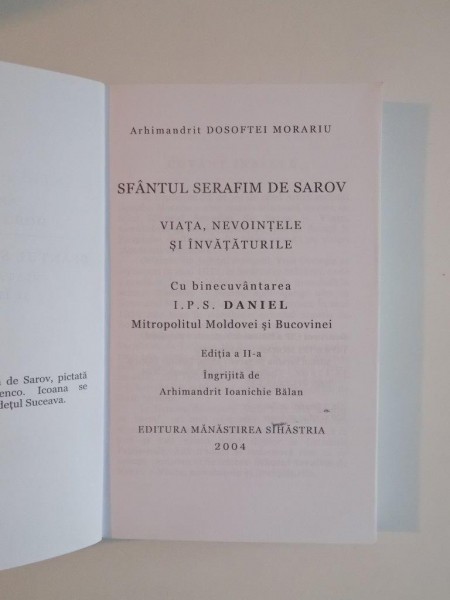 Arhimandrit DOSOFTEI MORARIU
SFÂNTUL SERAFIM DE SAROV
VIAȚA, NEVOINȚELE
ȘI ÎNVĂȚĂTURILE
Cu binecuvântarea
I.P.S. DANIEL
Mitropolitul Moldovei și Bucovinei
Ediția a II-a
Îngrijită de
Arhimandrit Ioanichie Bălan
EDITURA MĂNĂSTIREA SIHĂSTRIA
2004
de Sarov, pictată
enco. Icoana se
dețul Suceava.